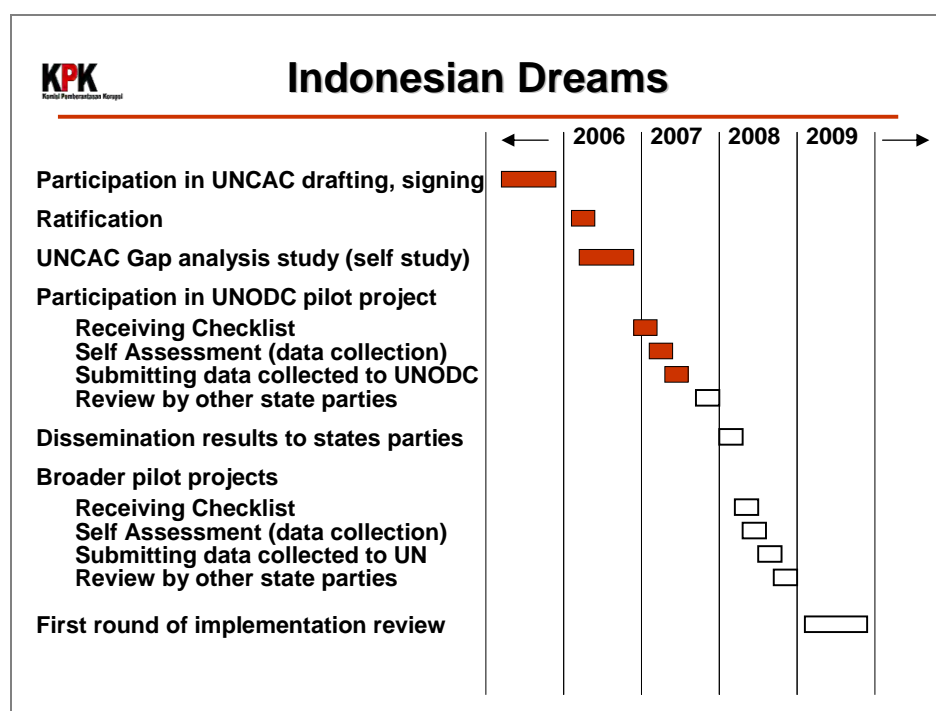 KPK
Komisi Pemberantasan Korupsi
Indonesian Dreams
2006 2007 2008 2009
Participation in UNCAC drafting, signing
Ratification
UNCAC Gap analysis study (self study)
Participation in UNODC pilot project
Receiving Checklist
Self Assessment (data collection)
Submitting data collected to UNODC
Review by other state parties
Dissemination results to states parties
Broader pilot projects
Receiving Checklist
Self Assessment (data collection)
Submitting data collected to UN
Review by other state parties
First round of implementation review